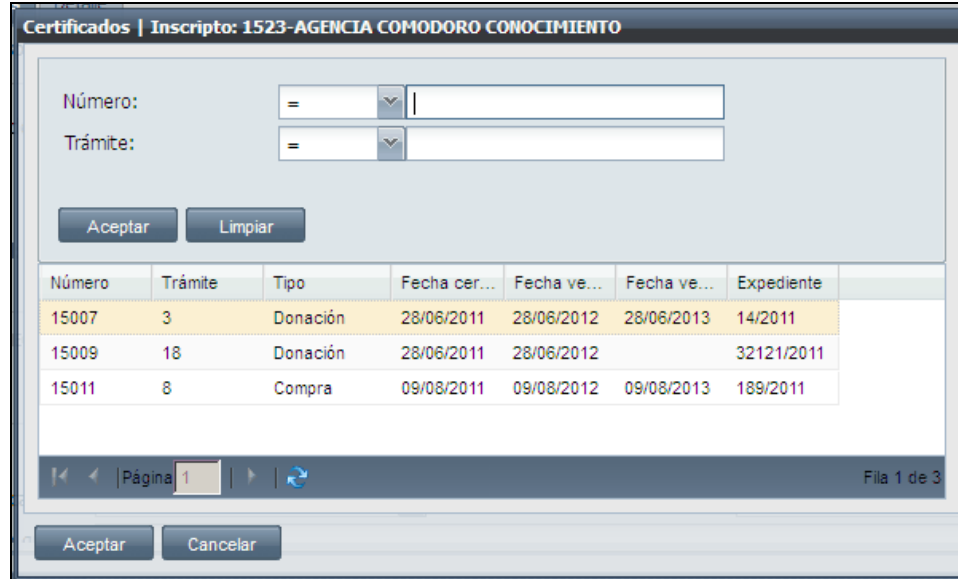 Detalle
Certificados | Inscripto: 1523-AGENCIA COMODORO CONOCIMIENTO
Número: =
Trámite: =
Aceptar Limpiar
Número Trámite Tipo Fecha cer... Fecha ve... Fecha ve... Expediente
15007 3 Donación 28/06/2011 28/06/2012 28/06/2013 14/2011
15009 18 Donación 28/06/2011 28/06/2012 32121/2011
15011 8 Compra 09/08/2011 09/08/2012 09/08/2013 189/2011
Página 1 Fila 1 de 3
Aceptar Cancelar